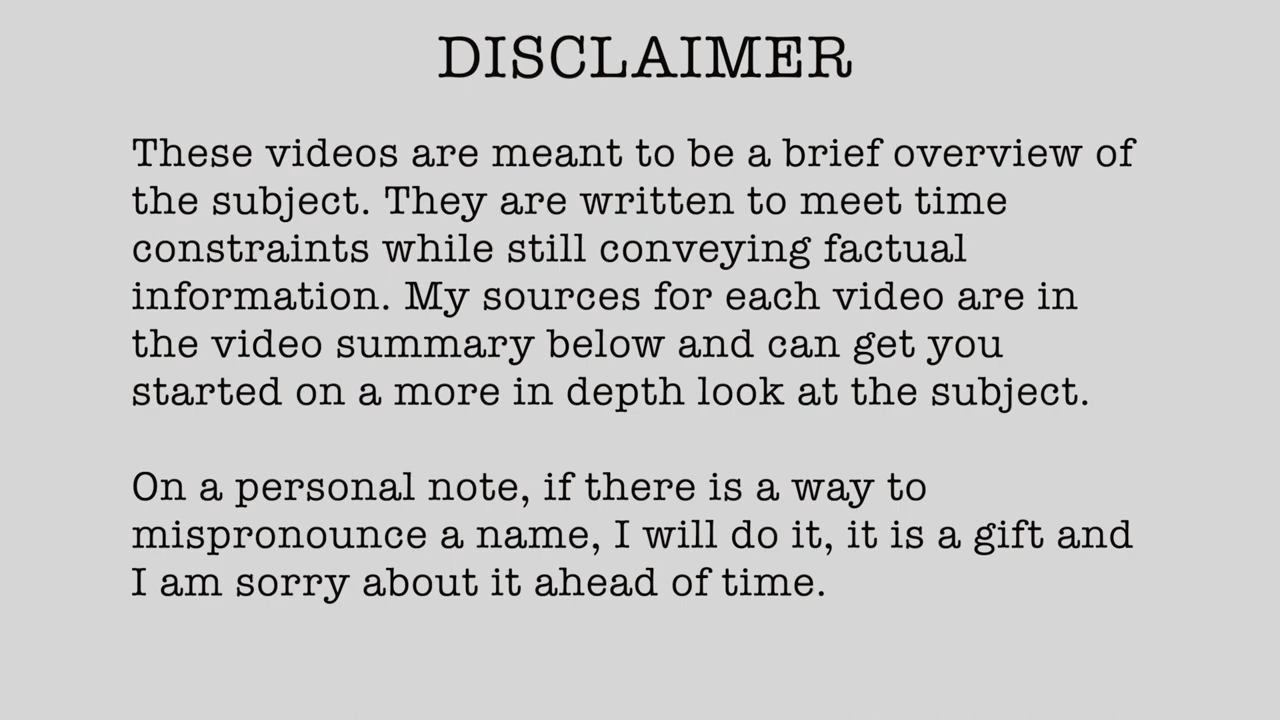 DISCLAIMER
These videos are meant to be a brief overview of
the subject. They are written to meet time
constraints while still conveying factual
information. My sources for each video are in
the video summary below and can get you
started on a more in depth look at the subject.
On a personal note, if there is a way to
mispronounce a name, I will do it, it is a gift and
I am sorry about it ahead of time.